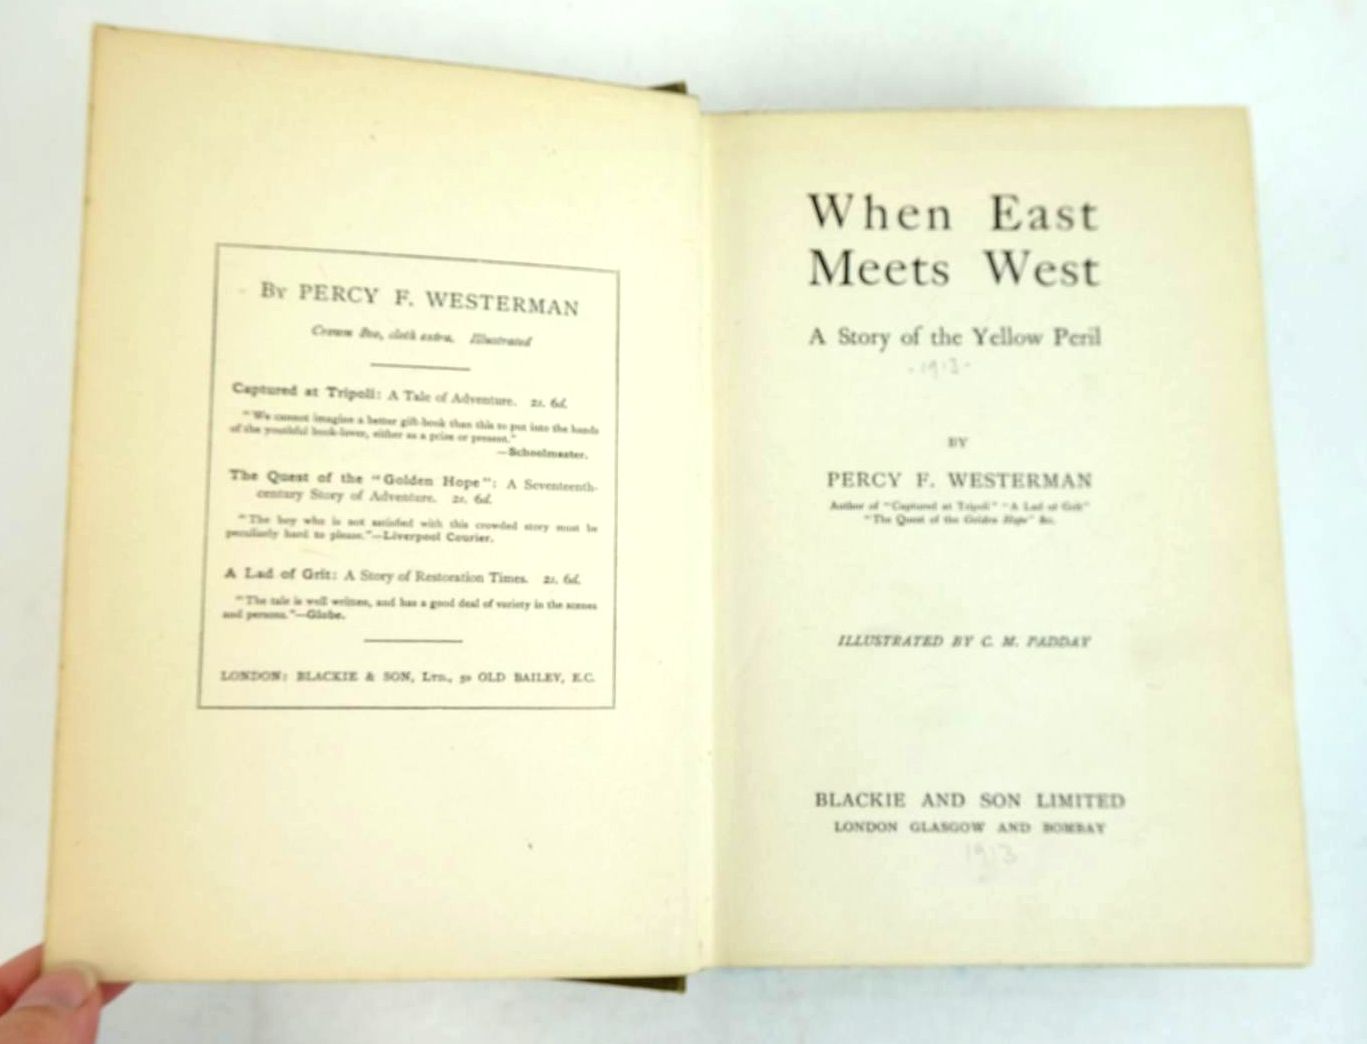 By PERCY F. WESTERMAN
Crown 8vo, cloth extra. Illustrated
Captured at Tripoli: A Tale of Adventure. 2s. 6d.
"We cannot imagine a better gift-book than this to put into the hands
of the youthful book-lover, either as a prize or present."
—Schoolmaster.
The Quest of the "Golden Hope": A Seventeenth-
century Story of Adventure. 2s. 6d.
"The boy who is not satisfied with this crowded story must be
peculiarly hard to please."—Liverpool Courier.
A Lad of Grit: A Story of Restoration Times. 2s. 6d.
"The tale is well written, and has a good deal of variety in the scenes
and persons."—Globe.
LONDON: BLACKIE & SON, Ltd., 50 OLD BAILEY, E.C.
When East
Meets West
A Story of the Yellow Peril
-1913-
BY
PERCY F. WESTERMAN
Author of "Captured at Tripoli" "A Lad of Grit"
"The Quest of the Golden Hope" &c.
ILLUSTRATED BY C. M. PADDAY
BLACKIE AND SON LIMITED
LONDON GLASGOW AND BOMBAY
1913